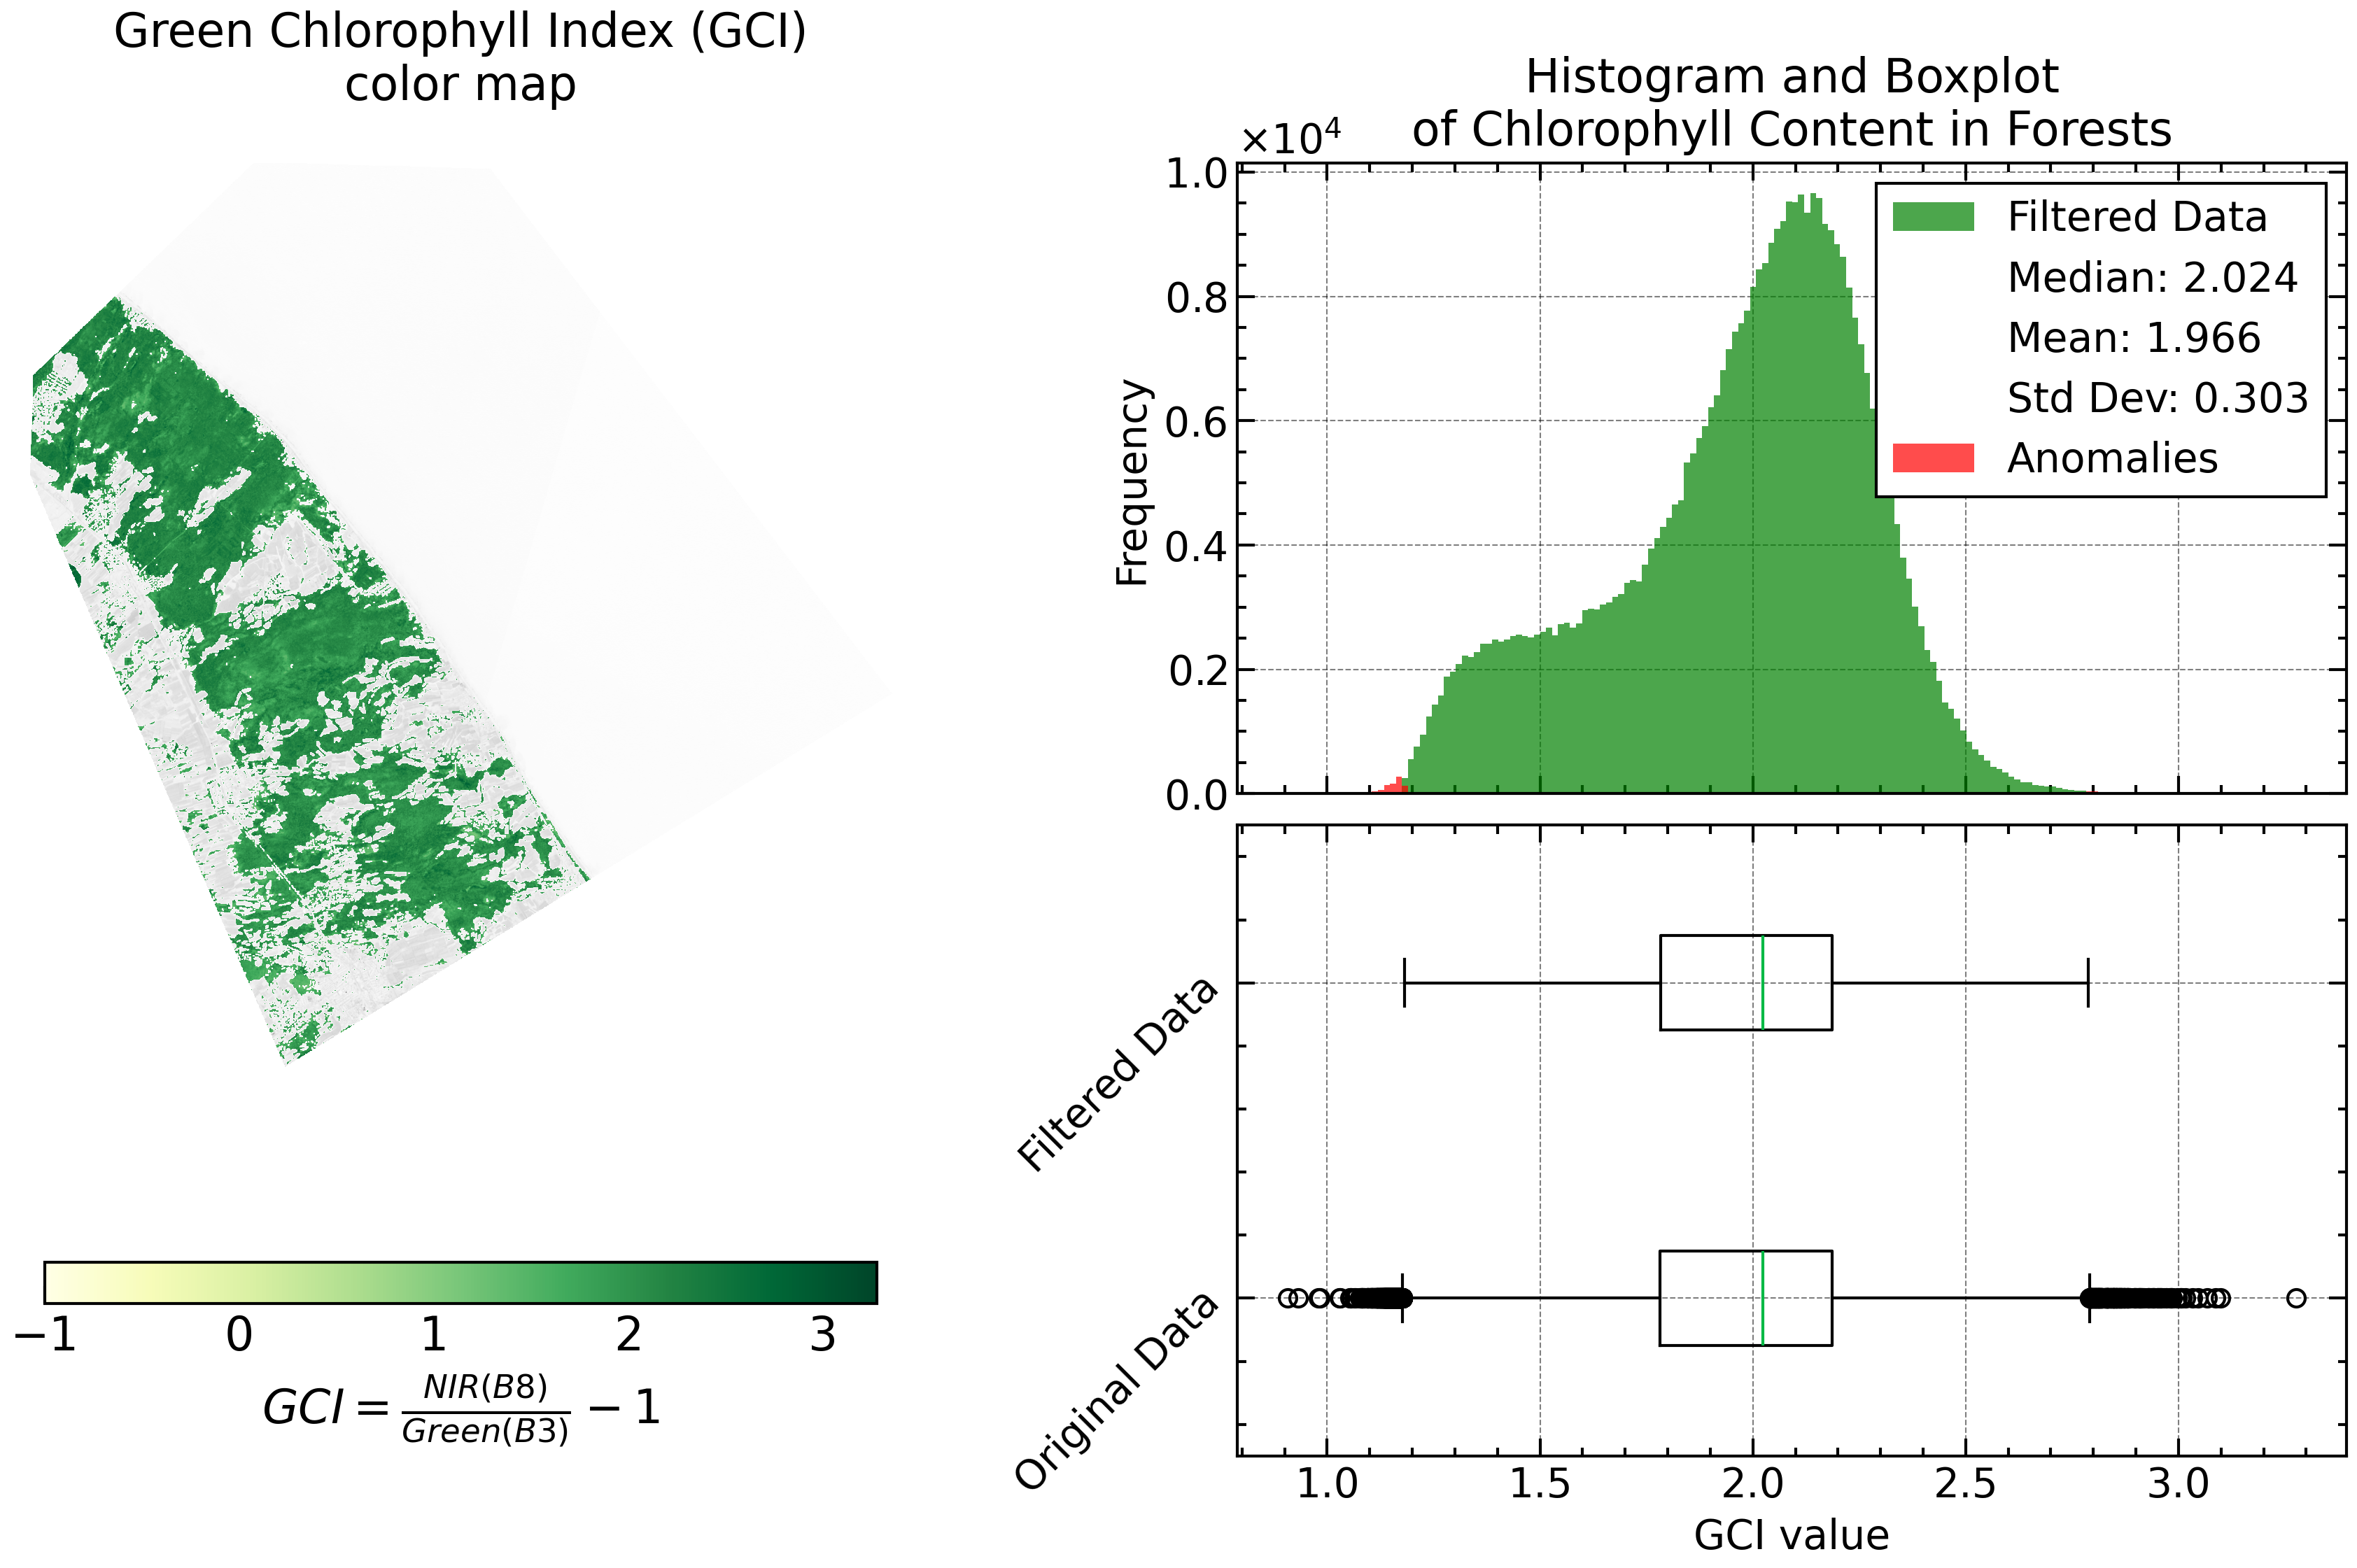 Green Chlorophyll Index (GCI)
color map
−1 0 1 2 3
GCI = NIR(B8) / Green(B3) − 1
Histogram and Boxplot
of Chlorophyll Content in Forests
×10⁴
1.0
0.8
0.6
0.4
0.2
0.0
Frequency
Filtered Data
Median: 2.024
Mean: 1.966
Std Dev: 0.303
Anomalies
Filtered Data
Original Data
1.0 1.5 2.0 2.5 3.0
GCI value